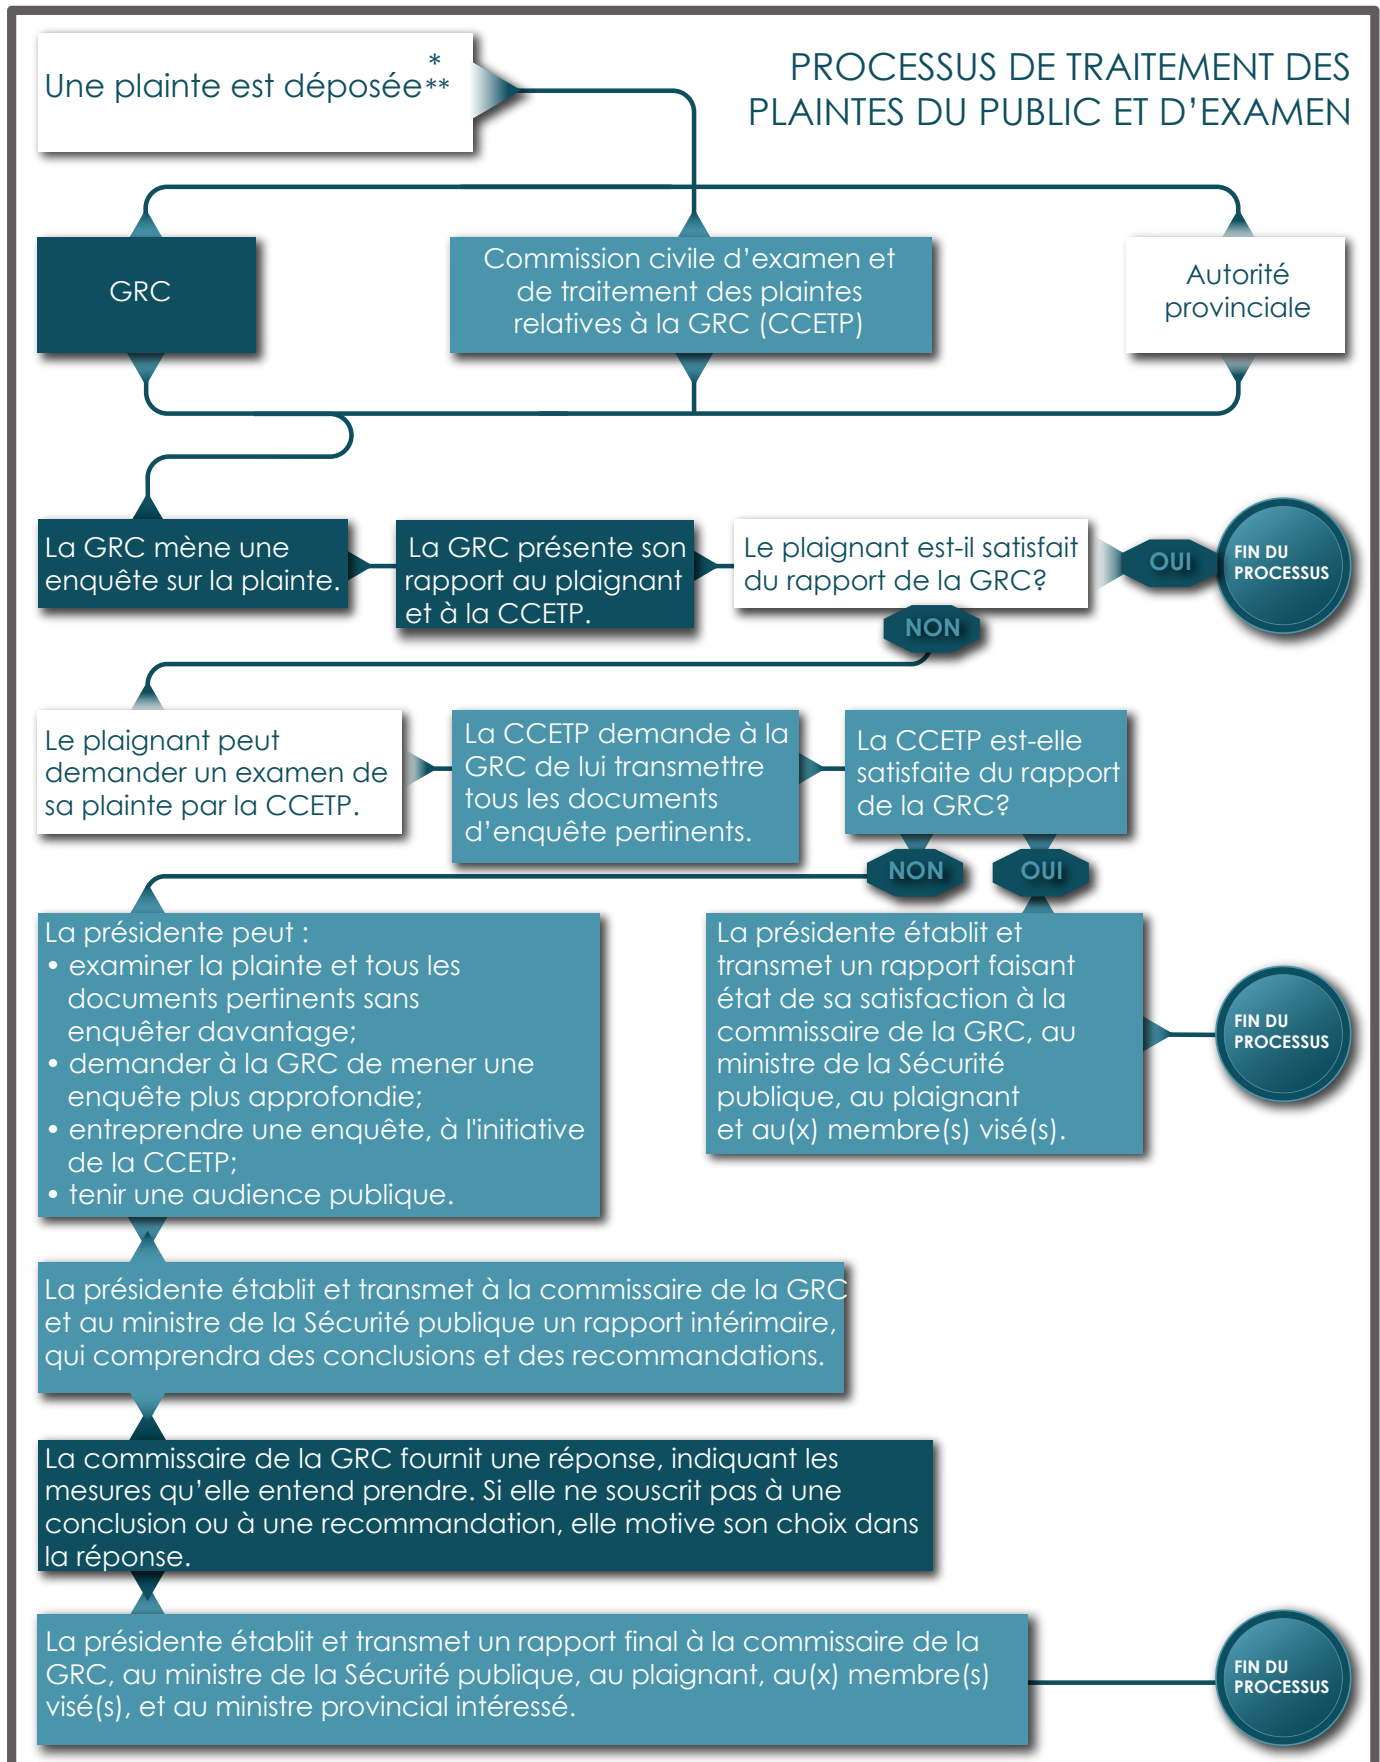 Une plainte est déposée
*
**
PROCESSUS DE TRAITEMENT DES
PLAINTES DU PUBLIC ET D’EXAMEN
GRC
Commission civile d’examen et
de traitement des plaintes
relatives à la GRC (CCETP)
Autorité
provinciale
La GRC mène une
enquête sur la plainte.
La GRC présente son
rapport au plaignant
et à la CCETP.
Le plaignant est-il satisfait
du rapport de la GRC?
OUI
FIN DU
PROCESSUS
NON
Le plaignant peut
demander un examen de
sa plainte par la CCETP.
La CCETP demande à la
GRC de lui transmettre
tous les documents
d’enquête pertinents.
La CCETP est-elle
satisfaite du rapport
de la GRC?
NON
OUI
La présidente peut :
• examiner la plainte et tous les
documents pertinents sans
enquêter davantage;
• demander à la GRC de mener une
enquête plus approfondie;
• entreprendre une enquête, à l'initiative
de la CCETP;
• tenir une audience publique.
La présidente établit et
transmet un rapport faisant
état de sa satisfaction à la
commissaire de la GRC, au
ministre de la Sécurité
publique, au plaignant
et au(x) membre(s) visé(s).
FIN DU
PROCESSUS
La présidente établit et transmet à la commissaire de la GRC
et au ministre de la Sécurité publique un rapport intérimaire,
qui comprendra des conclusions et des recommandations.
La commissaire de la GRC fournit une réponse, indiquant les
mesures qu’elle entend prendre. Si elle ne souscrit pas à une
conclusion ou à une recommandation, elle motive son choix dans
la réponse.
La présidente établit et transmet un rapport final à la commissaire de la
GRC, au ministre de la Sécurité publique, au plaignant, au(x) membre(s)
visé(s), et au ministre provincial intéressé.
FIN DU
PROCESSUS